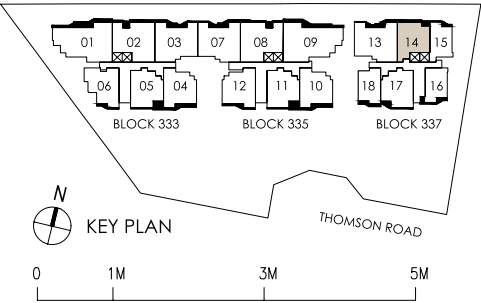 01 02 03 07 08 09 13 14 15
06 05 04 12 11 10 18 17 16
BLOCK 333 BLOCK 335 BLOCK 337
N
KEY PLAN
THOMSON ROAD
0 1M 3M 5M